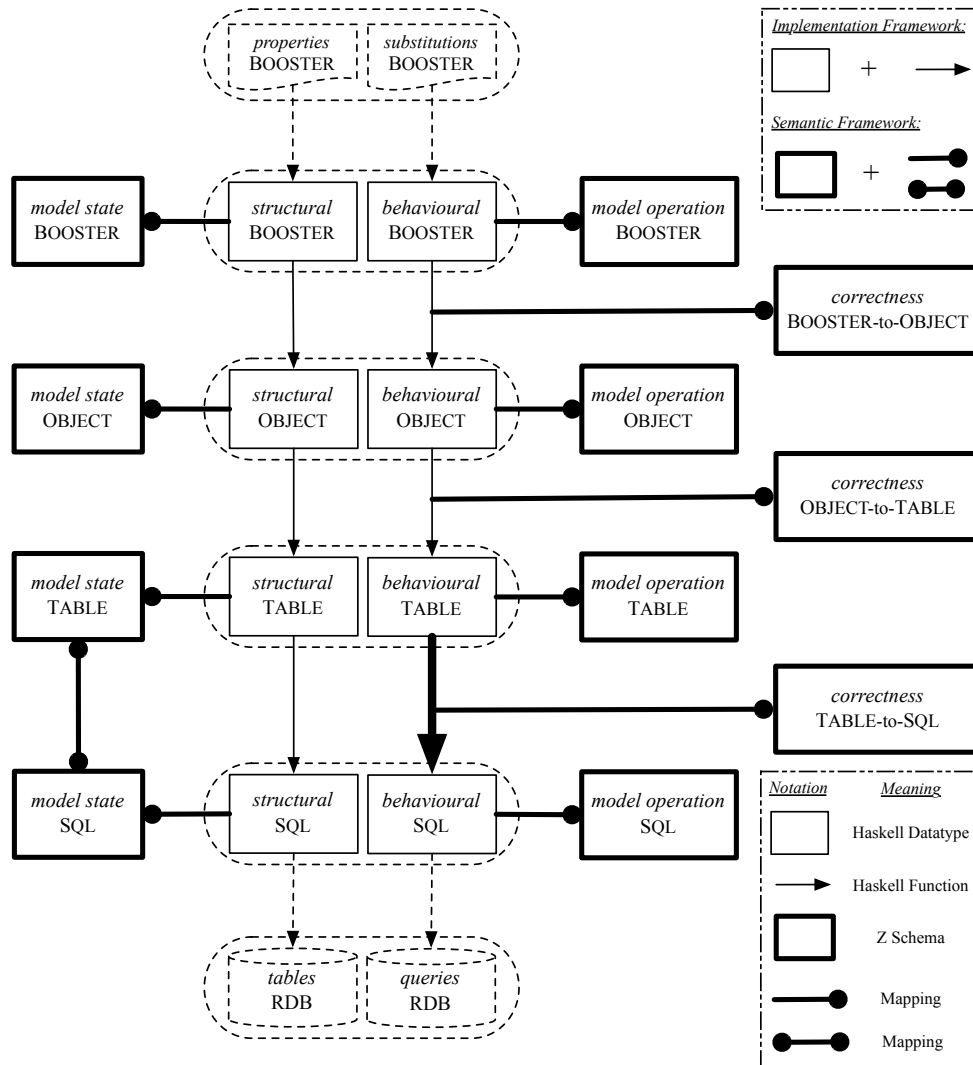 properties
BOOSTER
substitutions
BOOSTER
Implementation Framework:
+
Semantic Framework:
+
model state
BOOSTER
structural
BOOSTER
behavioural
BOOSTER
model operation
BOOSTER
correctness
BOOSTER-to-OBJECT
model state
OBJECT
structural
OBJECT
behavioural
OBJECT
model operation
OBJECT
correctness
OBJECT-to-TABLE
model state
TABLE
structural
TABLE
behavioural
TABLE
model operation
TABLE
correctness
TABLE-to-SQL
model state
SQL
structural
SQL
behavioural
SQL
model operation
SQL
tables
RDB
queries
RDB
Notation Meaning
Haskell Datatype
Haskell Function
Z Schema
Mapping
Mapping